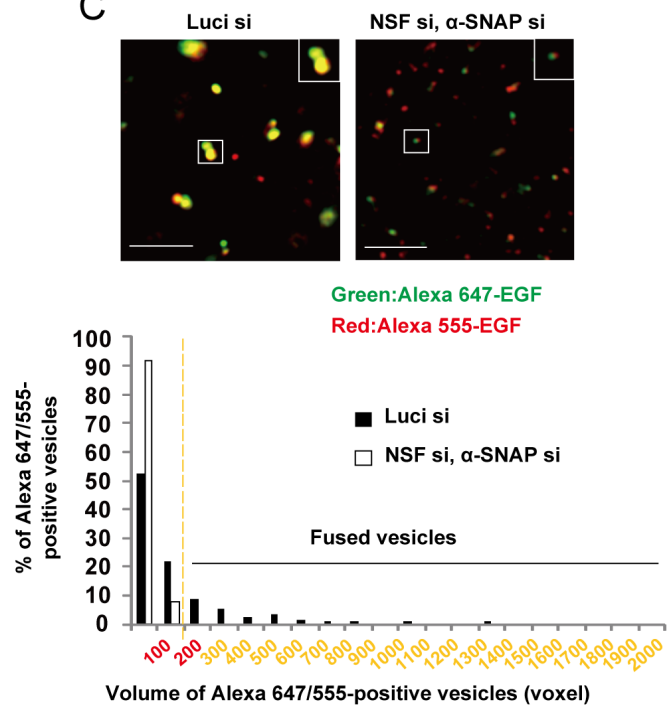 C
Luci si
NSF si, α-SNAP si
Green:Alexa 647-EGF
Red:Alexa 555-EGF
% of Alexa 647/555-
positive vesicles
100
90
80
70
60
50
40
30
20
10
0
Luci si
NSF si, α-SNAP si
Fused vesicles
100
200
300
400
500
600
700
800
900
1000
1100
1200
1300
1400
1500
1600
1700
1800
1900
2000
Volume of Alexa 647/555-positive vesicles (voxel)